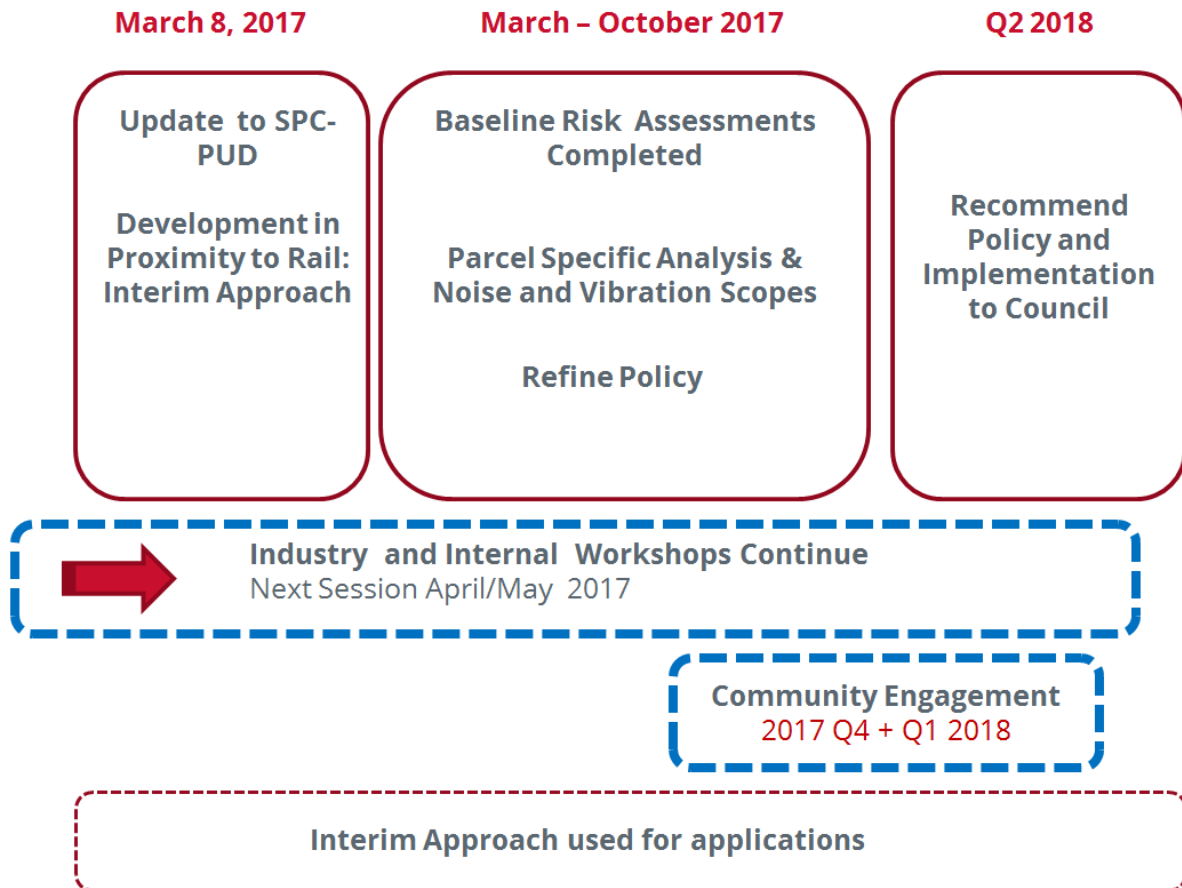 March 8, 2017
March – October 2017
Q2 2018
Update to SPC-
PUD
Development in
Proximity to Rail:
Interim Approach
Baseline Risk Assessments
Completed
Parcel Specific Analysis &
Noise and Vibration Scopes
Refine Policy
Recommend
Policy and
Implementation
to Council
Industry and Internal Workshops Continue
Next Session April/May 2017
Community Engagement
2017 Q4 + Q1 2018
Interim Approach used for applications